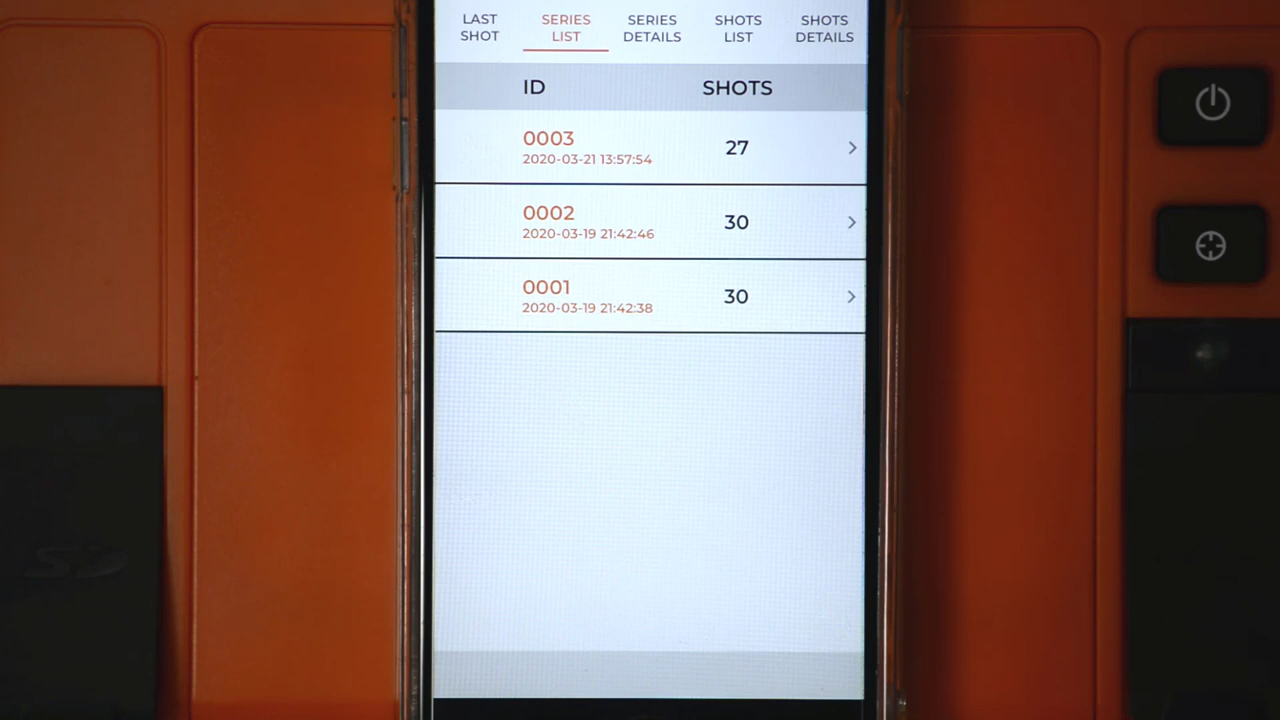 LAST SHOT
SERIES LIST
SERIES DETAILS
SHOTS LIST
SHOTS DETAILS
ID SHOTS
0003
2020-03-21 13:57:54
27
0002
2020-03-19 21:42:46
30
0001
2020-03-19 21:42:38
30
SD